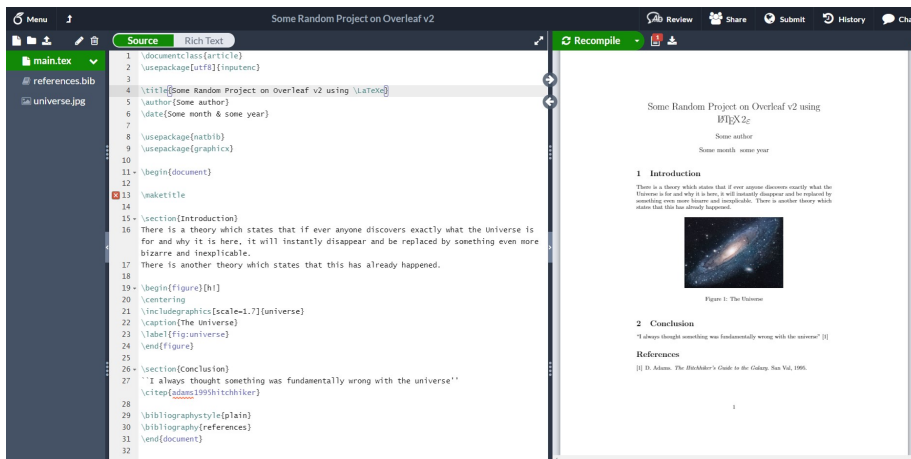 Menu
Some Random Project on Overleaf v2
Review
Share
Submit
History
Cha
Source
Rich Text
Recompile
main.tex
references.bib
universe.jpg
1 \documentclass{article}
2 \usepackage[utf8]{inputenc}
3
4 \title{Some Random Project on Overleaf v2 using \LaTeXe}
5 \author{Some author}
6 \date{Some month & some year}
7
8 \usepackage{natbib}
9 \usepackage{graphicx}
10
11 \begin{document}
12
13 \maketitle
14
15 \section{Introduction}
16 There is a theory which states that if ever anyone discovers exactly what the Universe is
for and why it is here, it will instantly disappear and be replaced by something even more
bizarre and inexplicable.
17 There is another theory which states that this has already happened.
18
19 \begin{figure}[h!]
20 \centering
21 \includegraphics[scale=1.7]{universe}
22 \caption{The Universe}
23 \label{fig:universe}
24 \end{figure}
25
26 \section{Conclusion}
27 ``I always thought something was fundamentally wrong with the universe''
\citep{adams1995hitchhiker}
28
29 \bibliographystyle{plain}
30 \bibliography{references}
31 \end{document}
32
Some Random Project on Overleaf v2 using
LATEX 2ε
Some author
Some month some year
1 Introduction
There is a theory which states that if ever anyone discovers exactly what the
Universe is for and why it is here, it will instantly disappear and be replaced by
something even more bizarre and inexplicable. There is another theory which
states that this has already happened.
Figure 1: The Universe
2 Conclusion
“I always thought something was fundamentally wrong with the universe” [1]
References
[1] D. Adams. The Hitchhiker's Guide to the Galaxy. San Val, 1995.
1